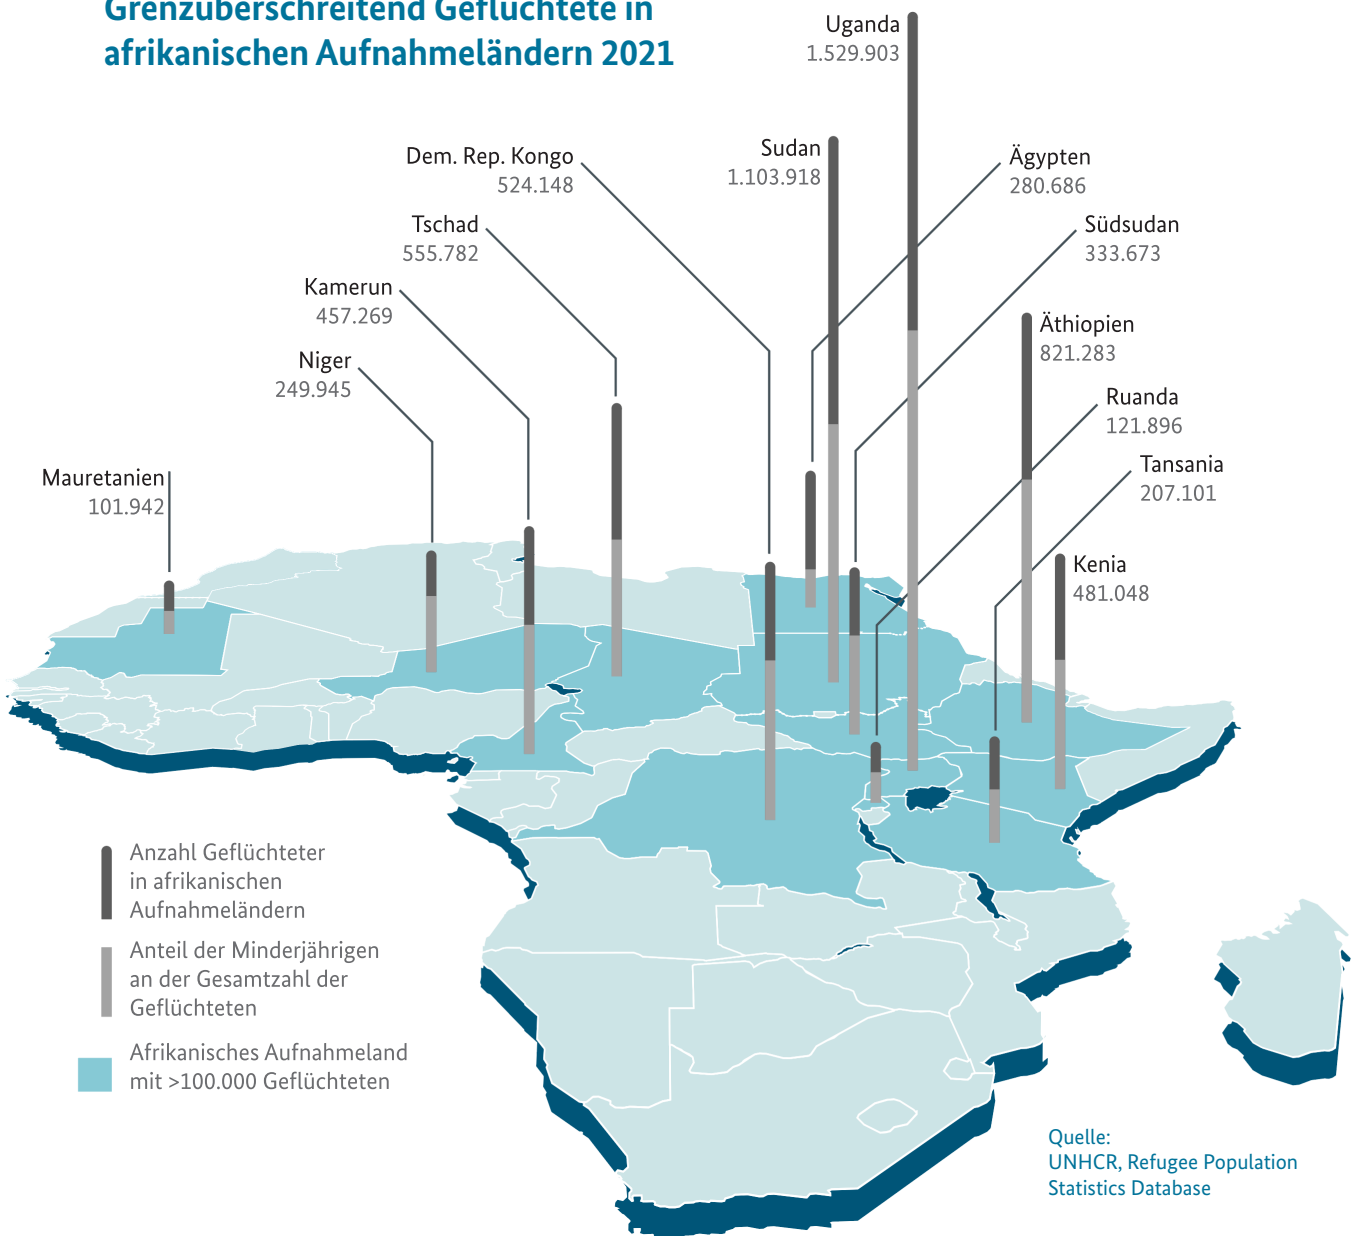 Grenzüberschreitend Geflüchtete in
afrikanischen Aufnahmeländern 2021
Uganda
1.529.903
Sudan
1.103.918
Dem. Rep. Kongo
524.148
Ägypten
280.686
Tschad
555.782
Südsudan
333.673
Kamerun
457.269
Äthiopien
821.283
Niger
249.945
Ruanda
121.896
Mauretanien
101.942
Tansania
207.101
Kenia
481.048
Anzahl Geflüchteter
in afrikanischen
Aufnahmeländern
Anteil der Minderjährigen
an der Gesamtzahl der
Geflüchteten
Afrikanisches Aufnahmeland
mit >100.000 Geflüchteten
Quelle:
UNHCR, Refugee Population
Statistics Database